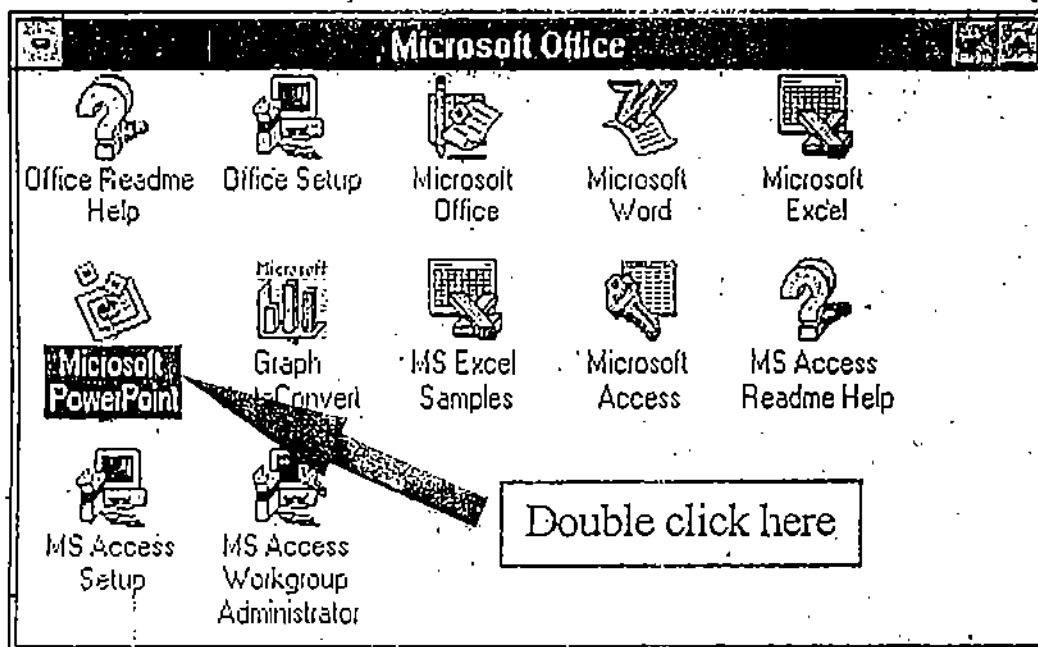 Microsoft Office
Office Readme
Help
Office Setup
Microsoft
Office
Microsoft
Word
Microsoft
Excel
Microsoft
PowerPoint
Microsoft
Graph
Convert
MS Excel
Samples
Microsoft
Access
MS Access
Readme Help
MS Access
Setup
MS Access
Workgroup
Administrator
Double click here